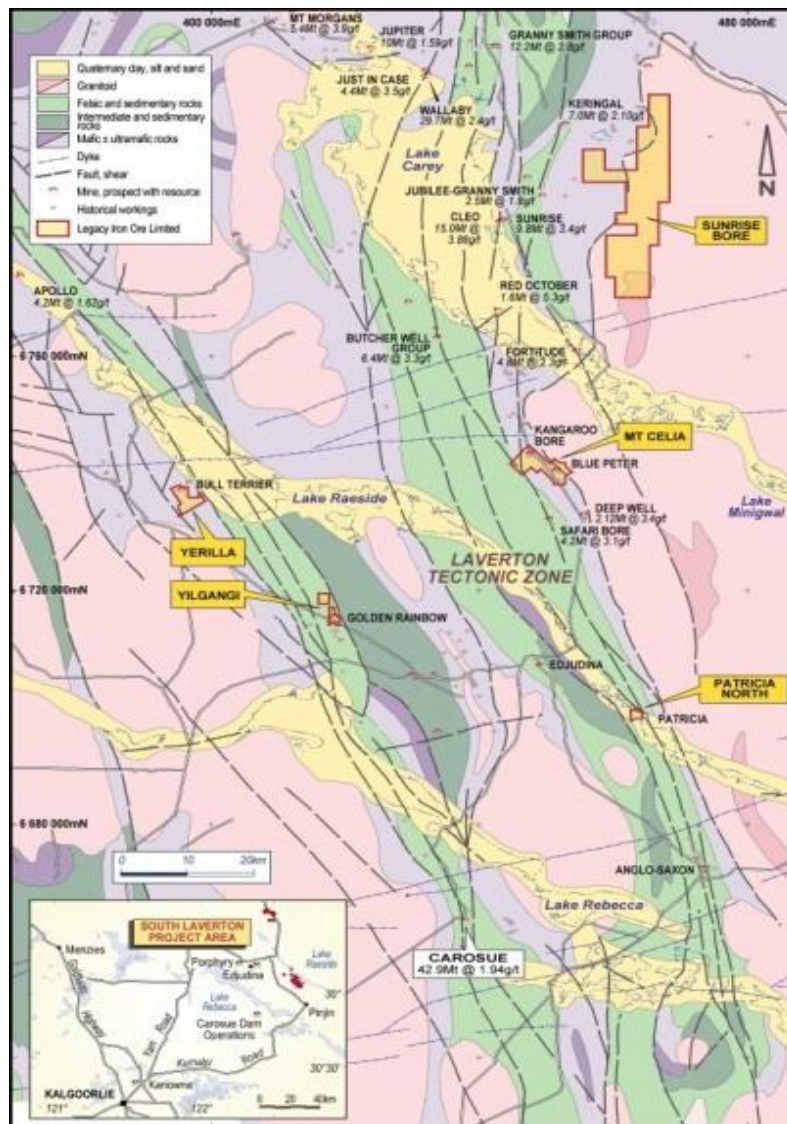 400 000mE
480 000mE
MT MORGANS
5.4Mt @ 3.9g/t
JUPITER
10Mt @ 1.59g/t
GRANNY SMITH GROUP
12.2Mt @ 2.8g/t
Quaternary clay, silt and sand
Granitoid
Felsic and sedimentary rocks
Intermediate and sedimentary
rocks
Mafic ± ultramafic rocks
Dyke
Fault, shear
Mine, prospect with resource
Historical workings
Legacy Iron Ore Limited
JUST IN CASE
4.4Mt @ 3.5g/t
WALLABY
29.7Mt @ 2.4g/t
KERINGAL
7.0Mt @ 2.10g/t
Lake
Carey
N
JUBILEE-GRANNY SMITH
2.5Mt @ 1.8g/t
CLEO
15.0Mt @
3.86g/t
SUNRISE
9.8Mt @ 3.4g/t
SUNRISE
BORE
APOLLO
4.2Mt @ 1.62g/t
RED OCTOBER
1.6Mt @ 5.3g/t
BUTCHER WELL
GROUP
6.4Mt @ 3.3g/t
6 760 000mN
FORTITUDE
4.8Mt @ 2.3g/t
KANGAROO
BORE
MT CELIA
BLUE PETER
BULL TERRIER
Lake Raeside
Lake
Minigwal
DEEP WELL
2.12Mt @ 3.4g/t
SAFARI BORE
4.2Mt @ 3.1g/t
YERILLA
LAVERTON
TECTONIC ZONE
6 720 000mN
YILGANGI
GOLDEN RAINBOW
EDJUDINA
PATRICIA
NORTH
PATRICIA
6 680 000mN
0 10 20km
ANGLO-SAXON
Lake Rebecca
CAROSUE
42.9Mt @ 1.94g/t
SOUTH LAVERTON
PROJECT AREA
Menzies
Porphyry
Edjudina
Lake
Raeside
Goldfields
Highway
Yarri Road
Lake
Rebecca
30°
Pinjin
Carosue Dam
Operations
Kurnalpi Road
30°30'
Kanowna
KALGOORLIE
121°
122°
0 20 40km